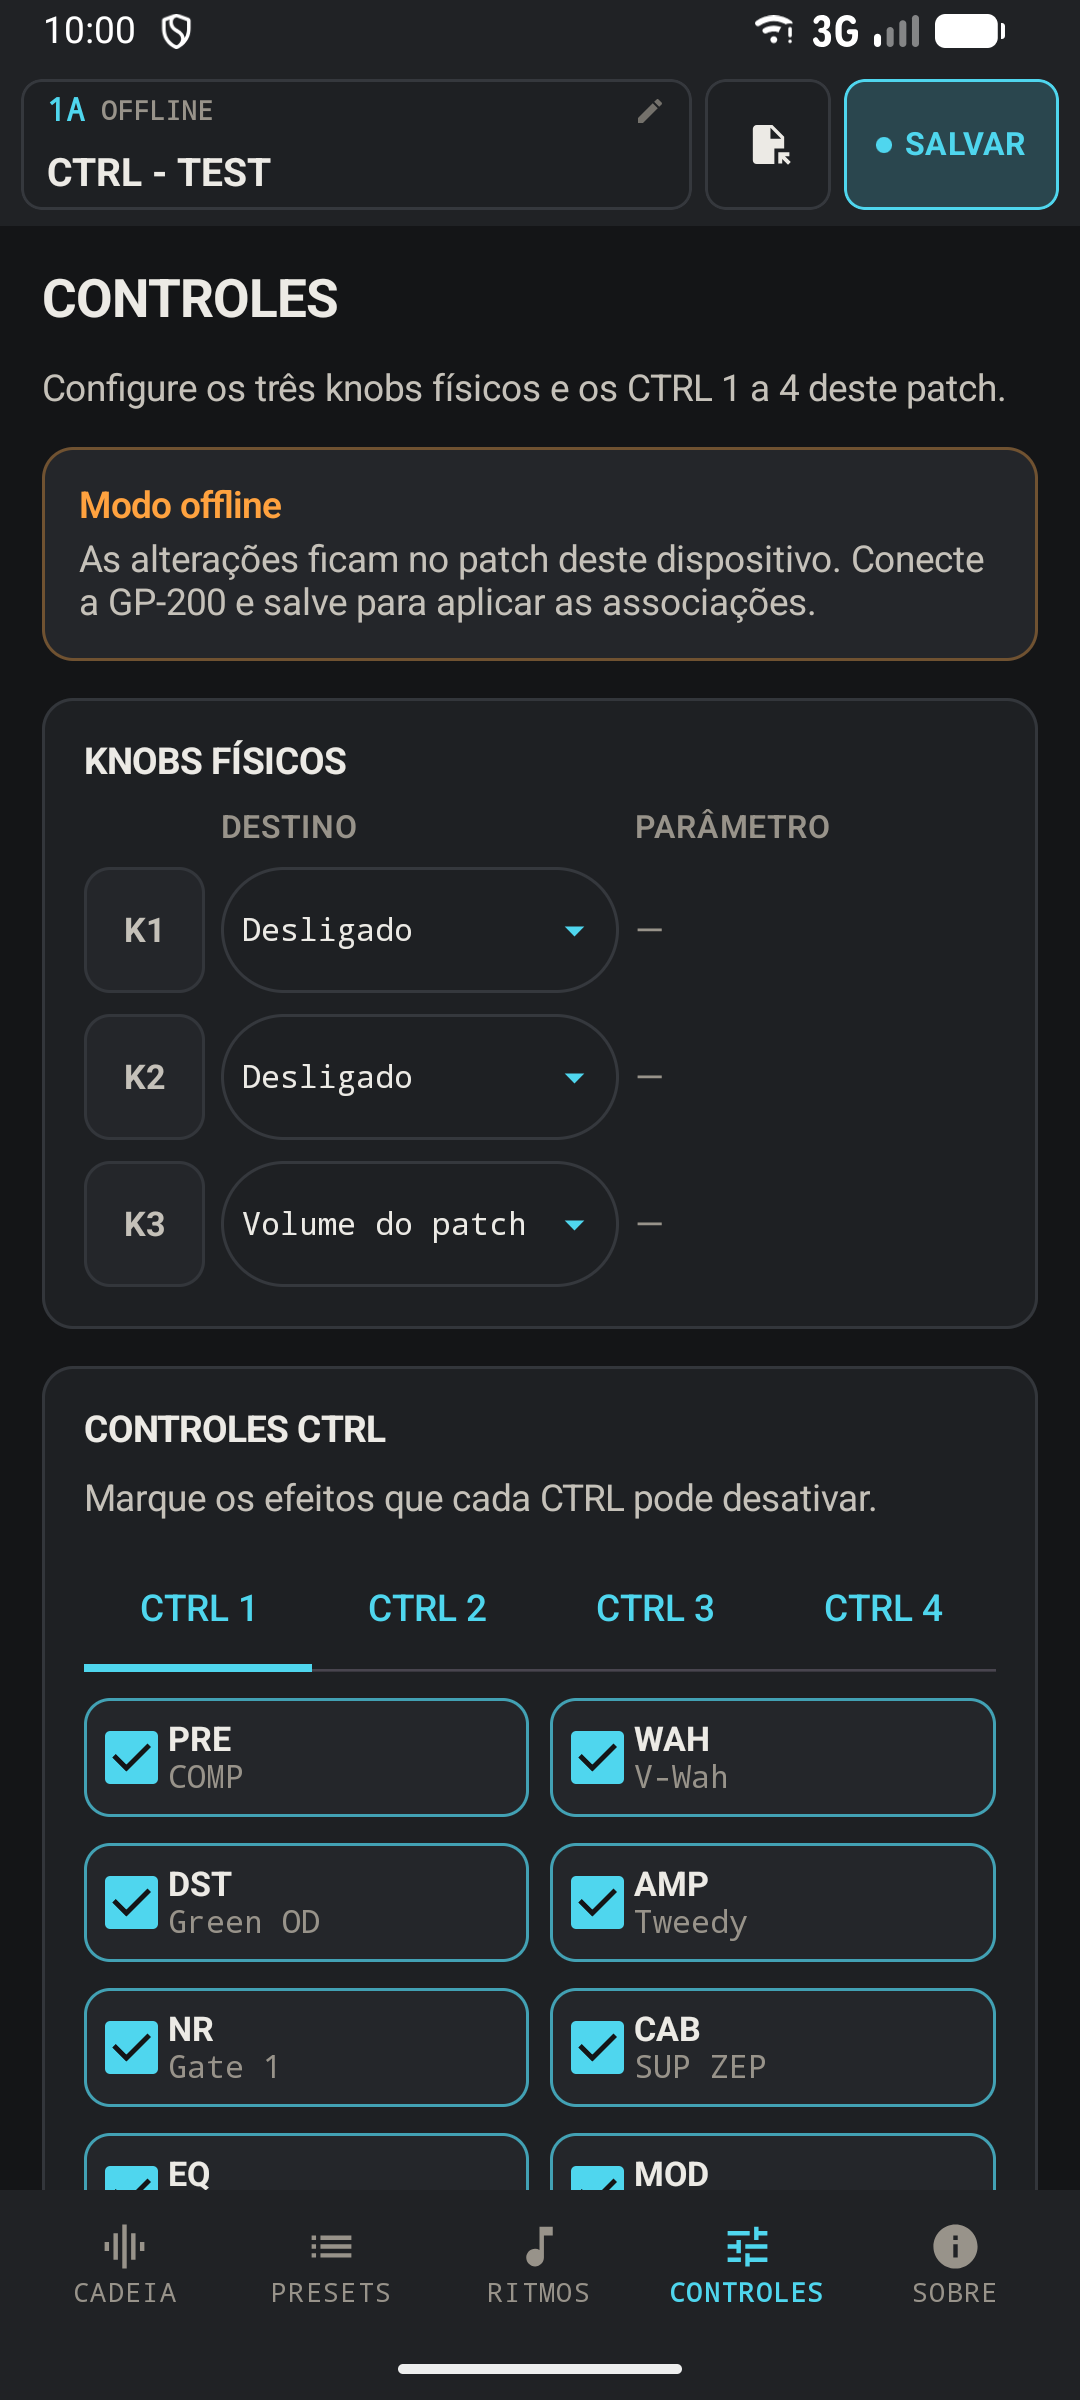 10:00
3G
1A OFFLINE
CTRL - TEST
SALVAR
CONTROLES
Configure os três knobs físicos e os CTRL 1 a 4 deste patch.
Modo offline
As alterações ficam no patch deste dispositivo. Conecte
a GP-200 e salve para aplicar as associações.
KNOBS FÍSICOS
DESTINO PARÂMETRO
K1 Desligado —
K2 Desligado —
K3 Volume do patch —
CONTROLES CTRL
Marque os efeitos que cada CTRL pode desativar.
CTRL 1 CTRL 2 CTRL 3 CTRL 4
PRE
COMP
WAH
V-Wah
DST
Green OD
AMP
Tweedy
NR
Gate 1
CAB
SUP ZEP
EQ
MOD
CADEIA PRESETS RITMOS CONTROLES SOBRE